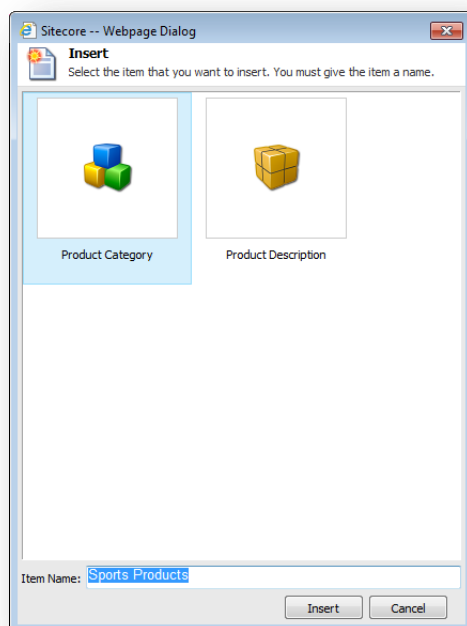 Sitecore -- Webpage Dialog
Insert
Select the item that you want to insert. You must give the item a name.
Product Category
Product Description
Item Name: Sports Products
Insert
Cancel